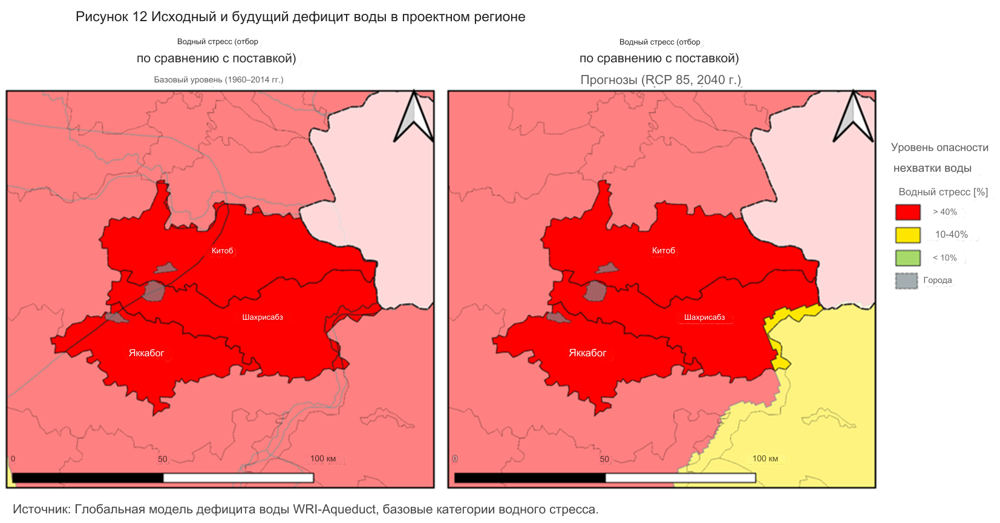 Рисунок 12 Исходный и будущий дефицит воды в проектном регионе
Водный стресс (отбор
по сравнению с поставкой)
Базовый уровень (1960–2014 гг.)
Водный стресс (отбор
по сравнению с поставкой)
Прогнозы (RCP 85, 2040 г.)
Китоб
Шахрисабз
Яккабог
0
50
100 км
Китоб
Шахрисабз
Яккабог
0
50
100 км
Уровень опасности
нехватки воды
Водный стресс [%]
> 40%
10-40%
< 10%
Города
Источник: Глобальная модель дефицита воды WRI-Aqueduct, базовые категории водного стресса.